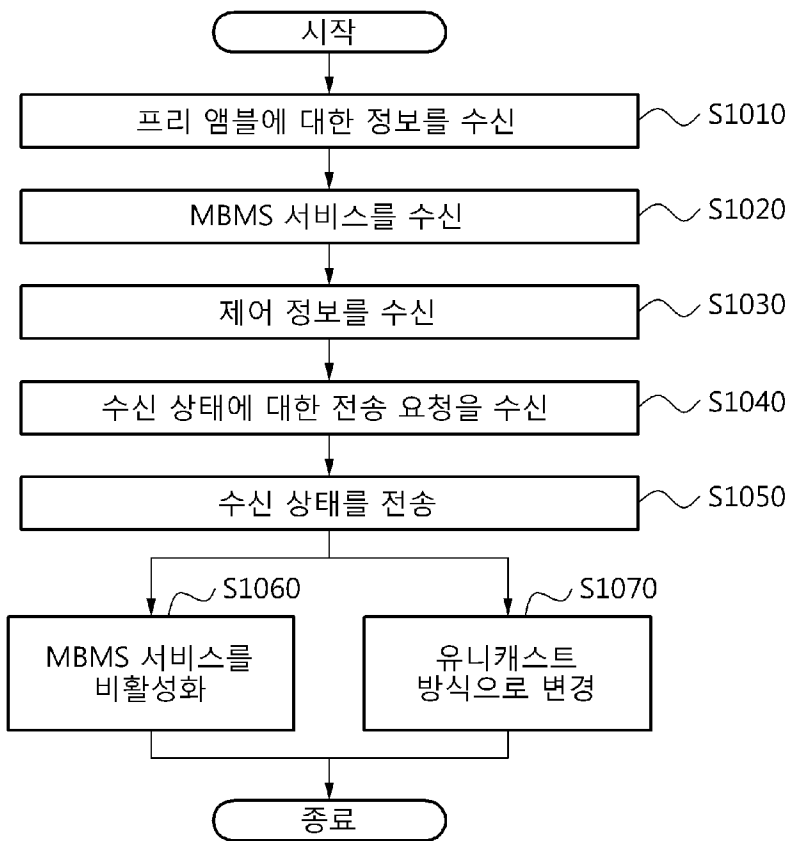 시작
프리 앰블에 대한 정보를 수신
S1010
MBMS 서비스를 수신
S1020
제어 정보를 수신
S1030
수신 상태에 대한 전송 요청을 수신
S1040
수신 상태를 전송
S1050
S1060
MBMS 서비스를
비활성화
S1070
유니캐스트
방식으로 변경
종료